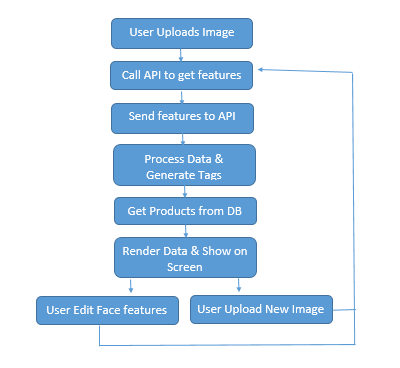 User Uploads Image
Call API to get features
Send features to API
Process Data &
Generate Tags
Get Products from DB
Render Data & Show on
Screen
User Edit Face features
User Upload New Image